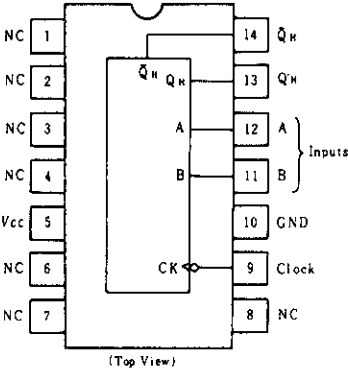 NC 1 14 Q̄H
Q̄H
NC 2 QH 13 QH
NC 3 A 12 A
Inputs
NC 4 B 11 B
Vcc 5 10 GND
NC 6 CK 9 Clock
NC 7 8 NC
(Top View)